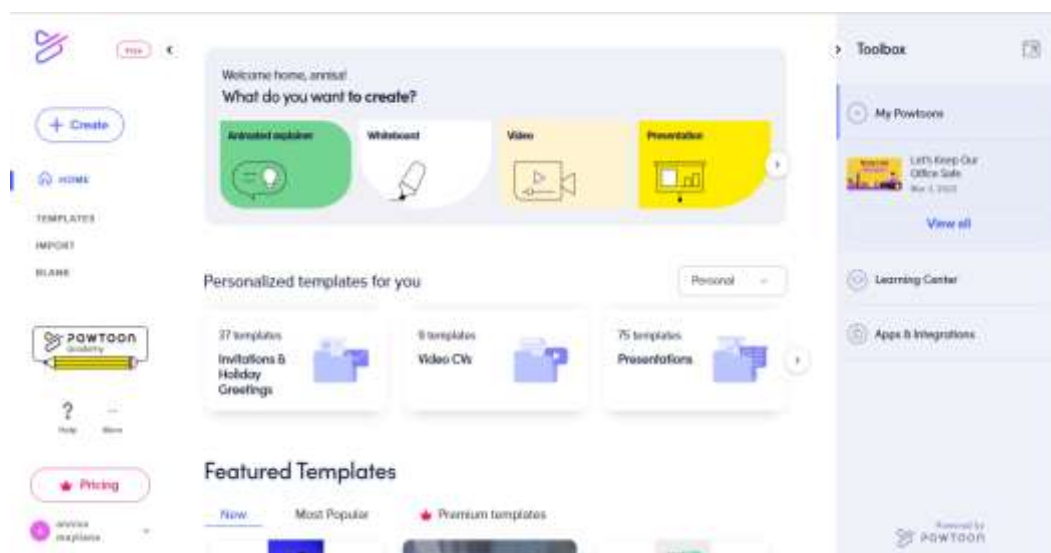 Free
+ Create
HOME
TEMPLATES
IMPORT
BLANK
POWTOON
academy
?
Help
More
Pricing
annisa
mayliana
Welcome home, annisa!
What do you want to create?
Animated explainer
Whiteboard
Video
Presentation
Personalized templates for you
Personal
37 templates
Invitations &
Holiday
Greetings
templates
Video CVs
75 templates
Presentations
Featured Templates
New
Most Popular
Premium templates
Toolbox
My Powtoons
Let's Keep Our
Office Safe
2022
View all
Learning Center
Apps & Integrations
Powered by
POWTOON